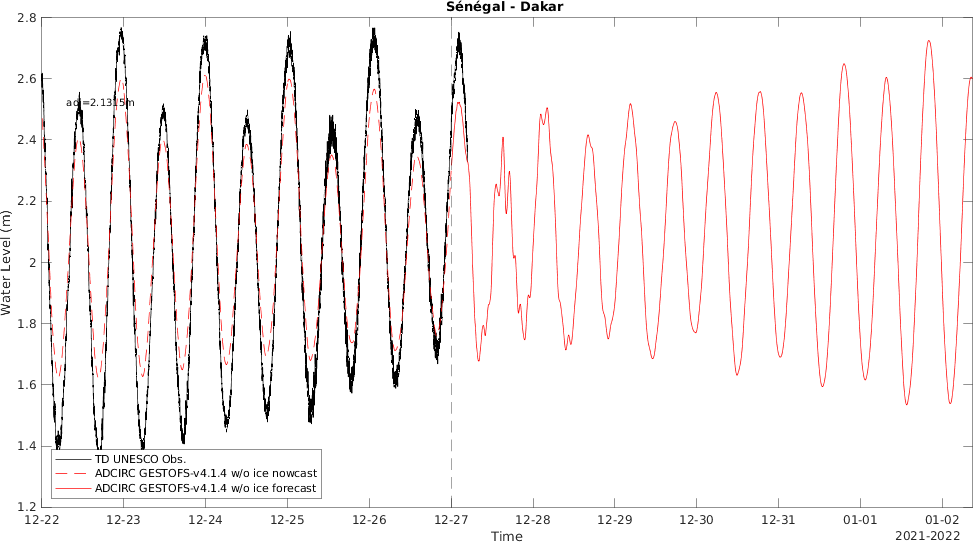 Sénégal - Dakar
2.8
2.6
2.4
2.2
2
1.8
1.6
1.4
1.2
Water Level (m)
adj=2.1315m
TD UNESCO Obs.
ADCIRC GESTOFS-v4.1.4 w/o ice nowcast
ADCIRC GESTOFS-v4.1.4 w/o ice forecast
12-22 12-23 12-24 12-25 12-26 12-27 12-28 12-29 12-30 12-31 01-01 01-02
Time
2021-2022